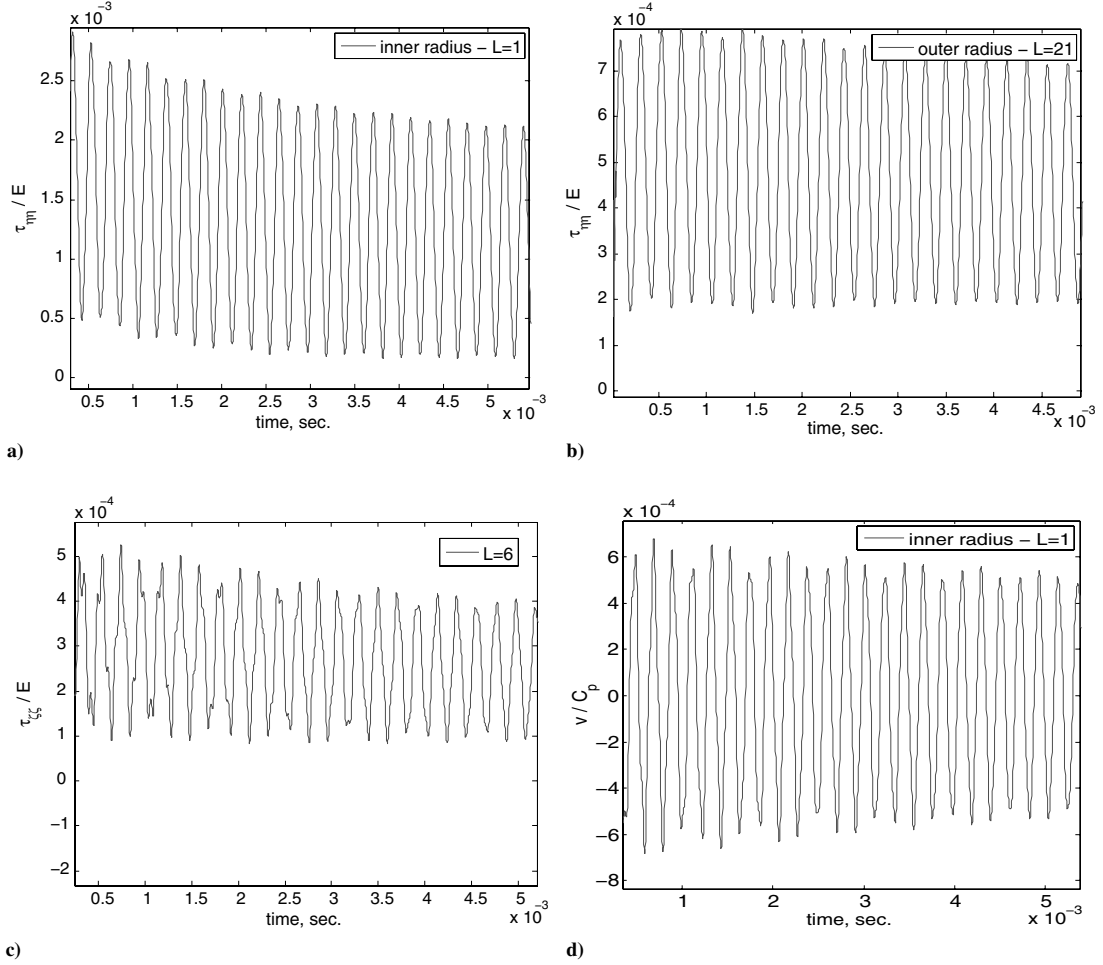 x 10⁻³
inner radius – L=1
2.5
2
1.5
1
0.5
0
τηη / E
0.5 1 1.5 2 2.5 3 3.5 4 4.5 5
x 10⁻³
time, sec.
a)
x 10⁻⁴
outer radius – L=21
7
6
5
4
3
2
1
0
τηη / E
0.5 1 1.5 2 2.5 3 3.5 4 4.5
x 10⁻³
time, sec.
b)
x 10⁻⁴
L=6
5
4
3
2
1
0
−1
−2
τζζ / E
0.5 1 1.5 2 2.5 3 3.5 4 4.5 5
x 10⁻³
time, sec.
c)
x 10⁻⁴
inner radius – L=1
6
4
2
0
−2
−4
−6
−8
v / Cp
1 2 3 4 5
x 10⁻³
time, sec.
d)